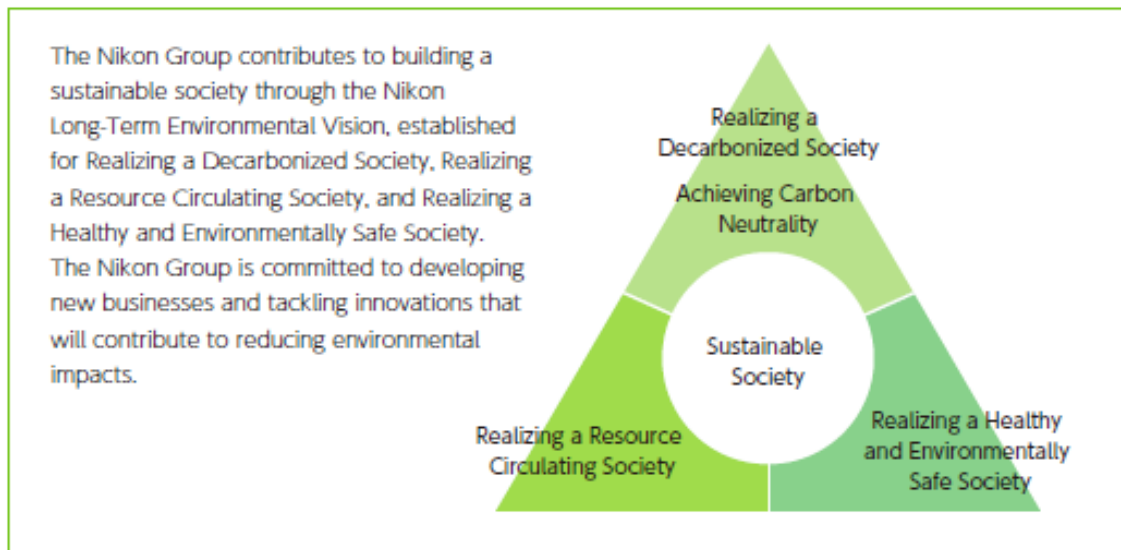 The Nikon Group contributes to building a
sustainable society through the Nikon
Long-Term Environmental Vision, established
for Realizing a Decarbonized Society, Realizing
a Resource Circulating Society, and Realizing a
Healthy and Environmentally Safe Society.
The Nikon Group is committed to developing
new businesses and tackling innovations that
will contribute to reducing environmental
impacts.
Realizing a
Decarbonized Society
Achieving Carbon
Neutrality
Sustainable
Society
Realizing a Resource
Circulating Society
Realizing a Healthy
and Environmentally
Safe Society